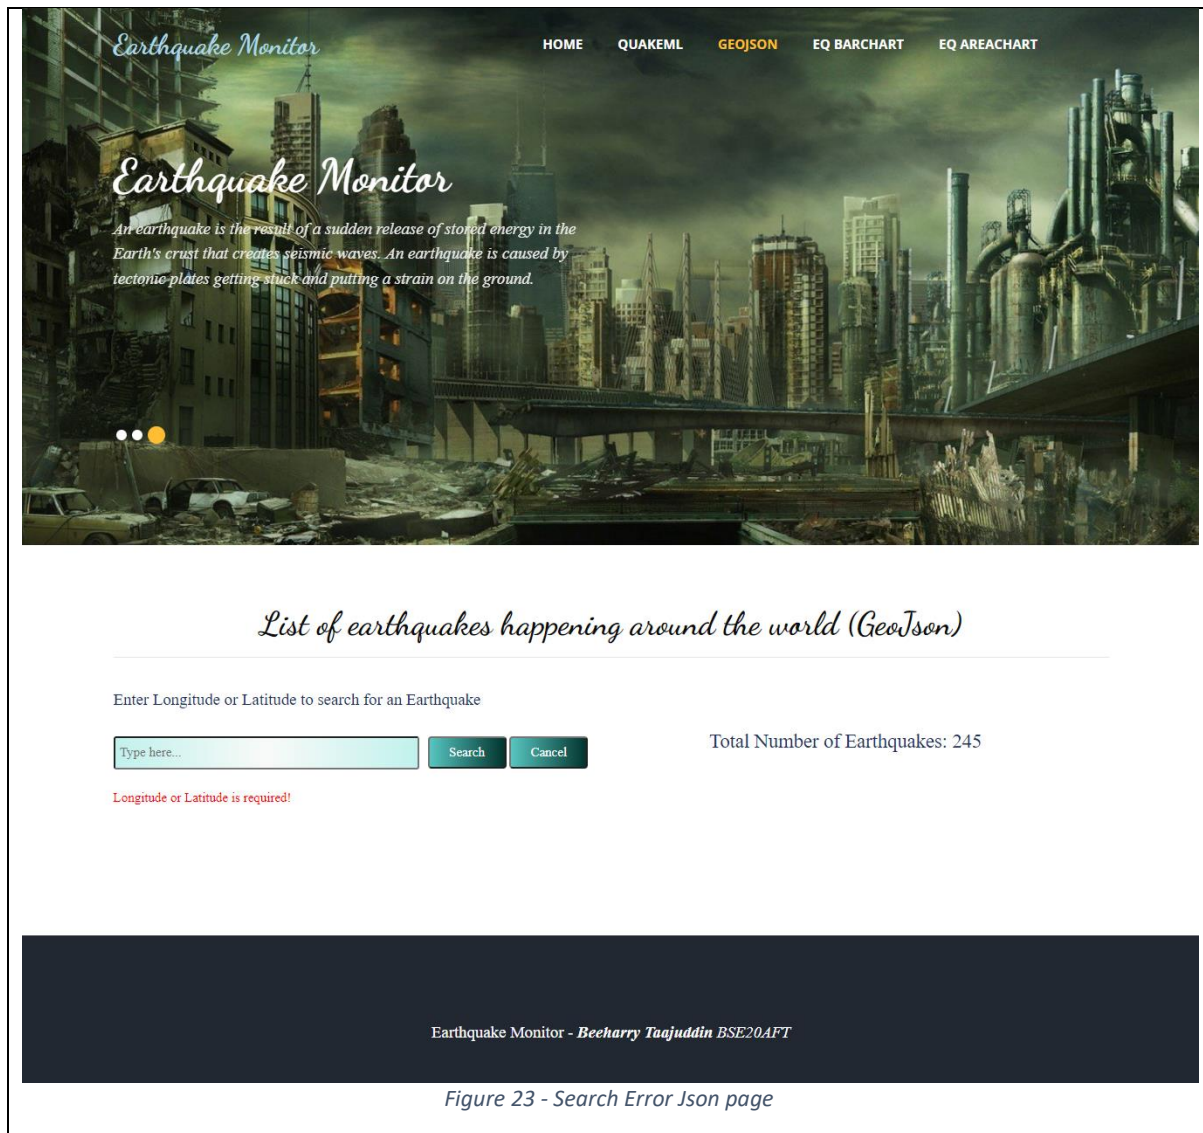 Earthquake Monitor
HOME QUAKEML GEOJSON EQ BARCHART EQ AREACHART
Earthquake Monitor
An earthquake is the result of a sudden release of stored energy in the
Earth's crust that creates seismic waves. An earthquake is caused by
tectonic plates getting stuck and putting a strain on the ground.
List of earthquakes happening around the world (GeoJson)
Enter Longitude or Latitude to search for an Earthquake
Type here... Search Cancel
Total Number of Earthquakes: 245
Longitude or Latitude is required!
Earthquake Monitor - Beeharry Taajuddin BSE20AFT
Figure 23 - Search Error Json page